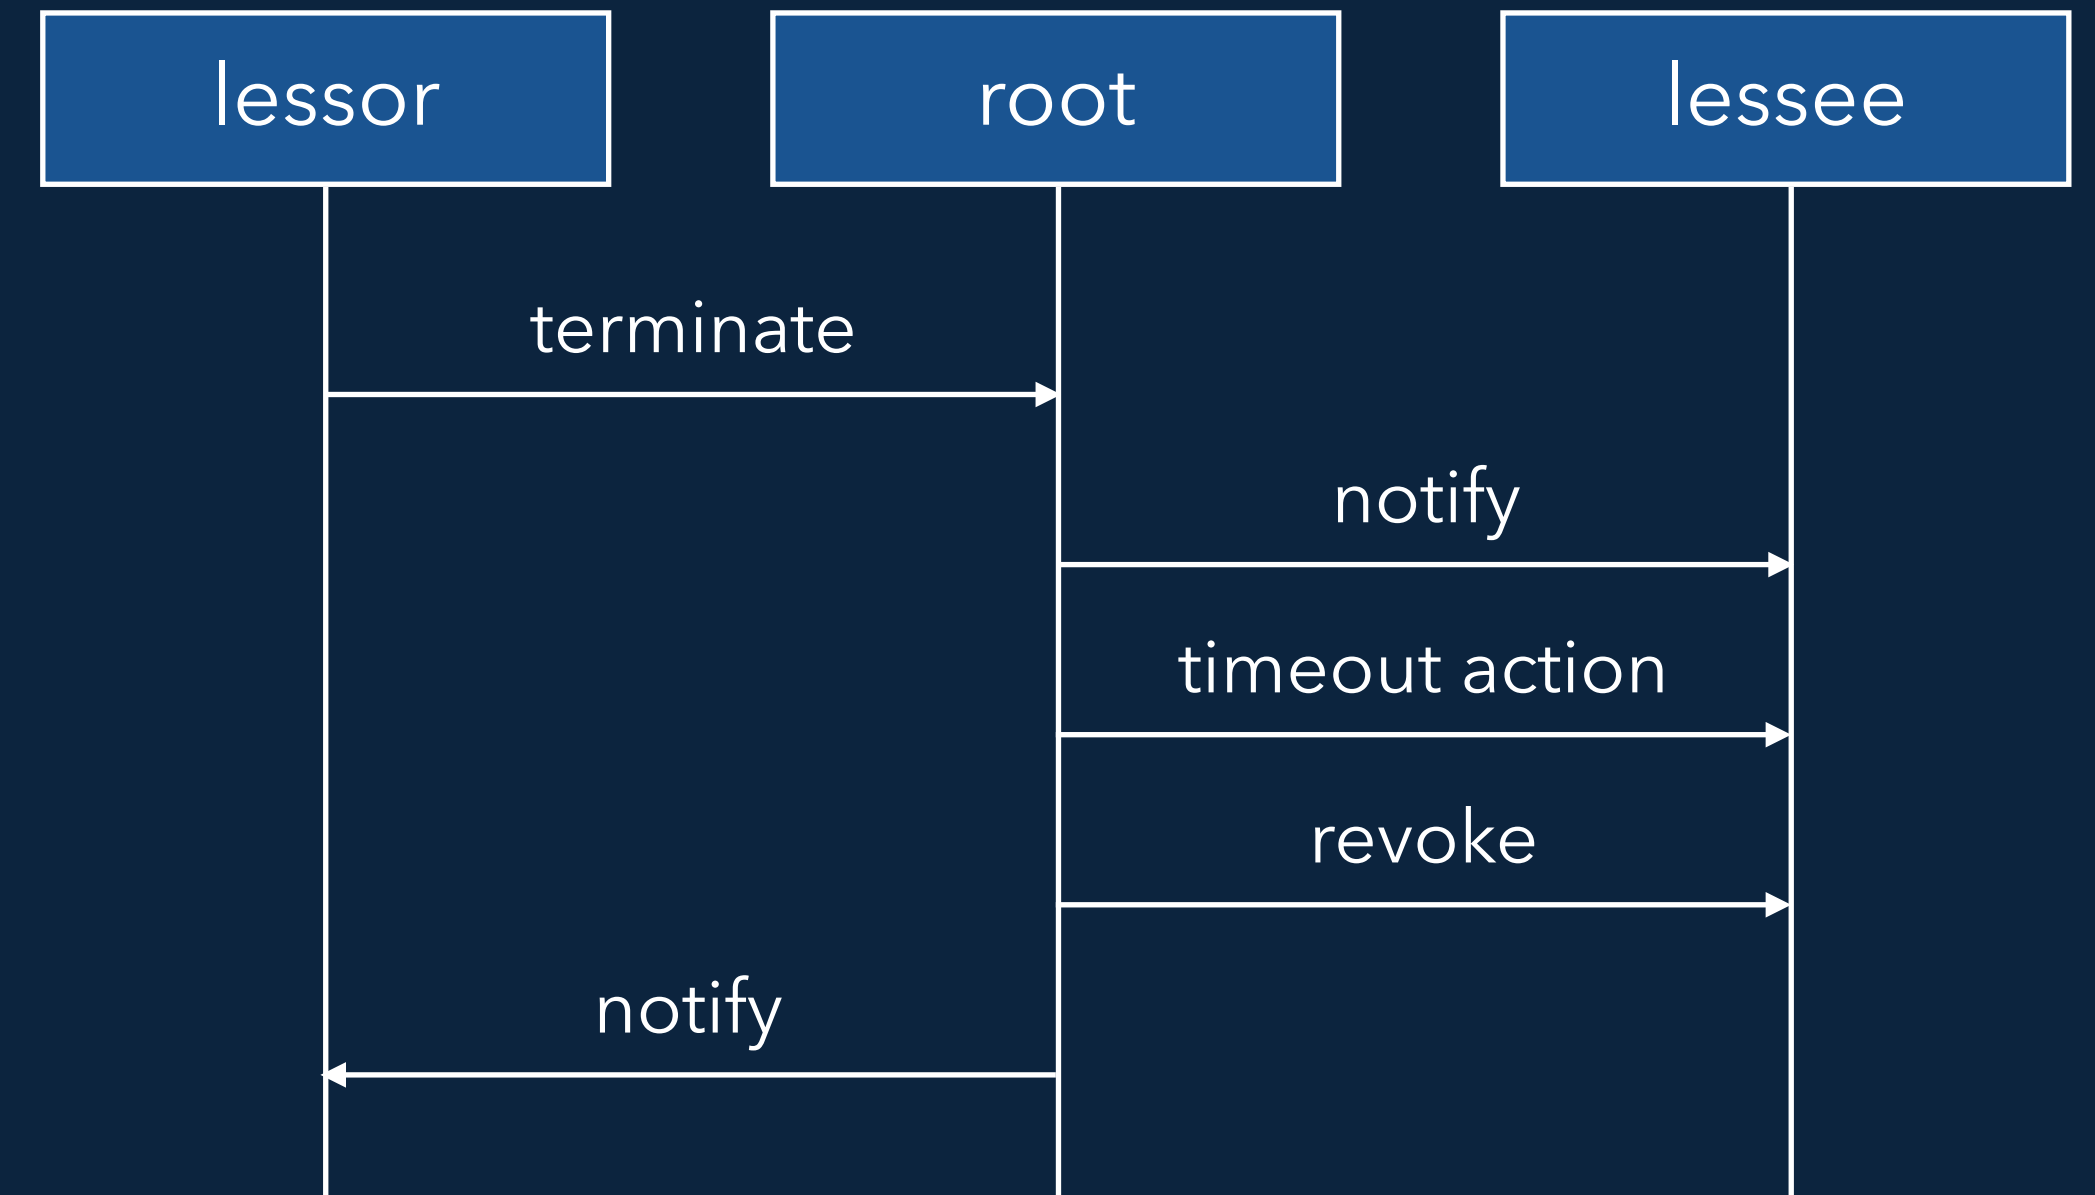 lessor
root
lessee
terminate
notify
timeout action
revoke
notify